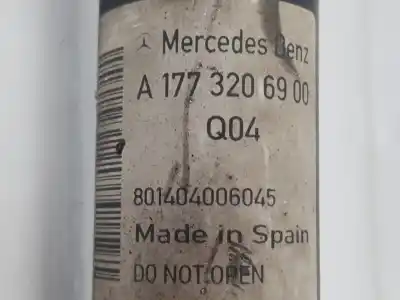 Mercedes Benz
A 177 320 69 00
Q04
801404006045
Made in Spain
DO NOT OPEN